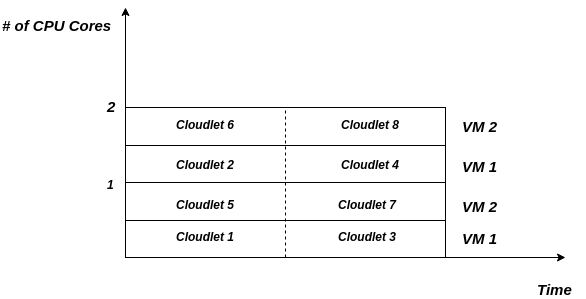 # of CPU Cores
2
Cloudlet 6 Cloudlet 8 VM 2
Cloudlet 2 Cloudlet 4 VM 1
1
Cloudlet 5 Cloudlet 7 VM 2
Cloudlet 1 Cloudlet 3 VM 1
Time